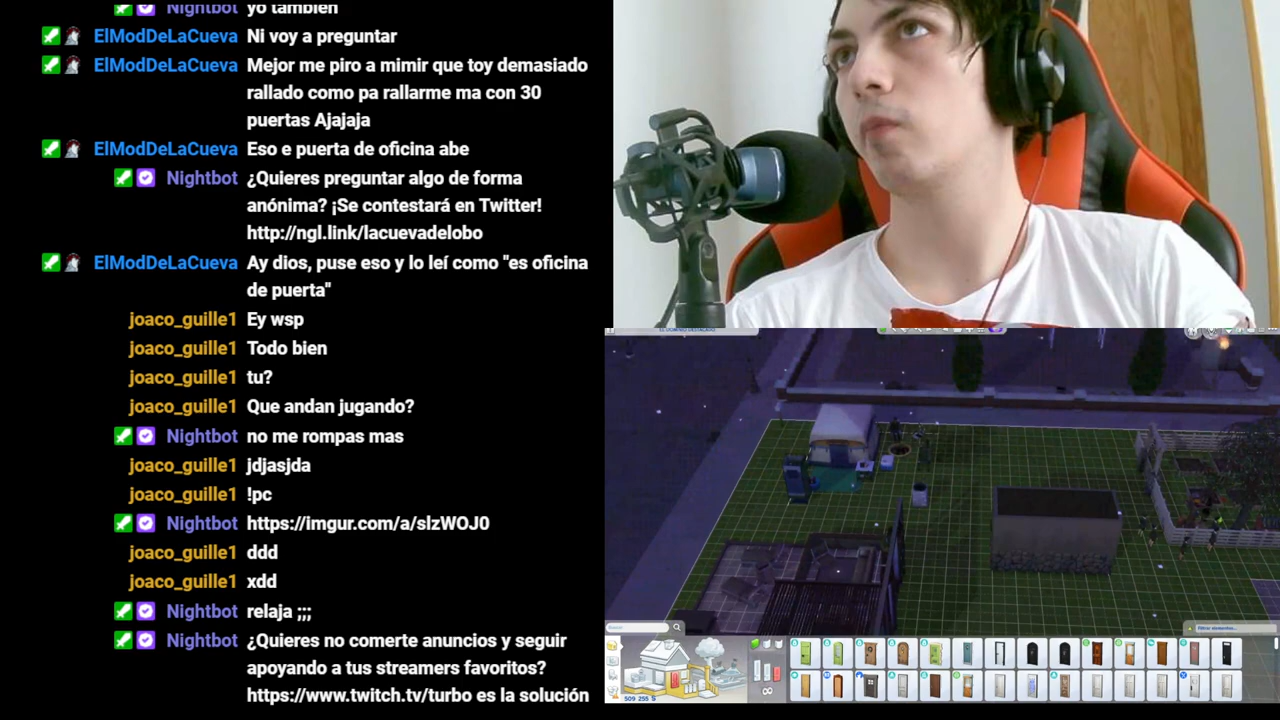 Nightbot yo también
ElModDeLaCueva Ni voy a preguntar
ElModDeLaCueva Mejor me piro a mimir que toy demasiado
rallado como pa rallarme ma con 30
puertas Ajajaja
ElModDeLaCueva Eso e puerta de oficina abe
Nightbot ¿Quieres preguntar algo de forma
anónima? ¡Se contestará en Twitter!
http://ngl.link/lacuevadelobo
ElModDeLaCueva Ay dios, puse eso y lo leí como "es oficina
de puerta"
joaco_guille1 Ey wsp
joaco_guille1 Todo bien
joaco_guille1 tu?
joaco_guille1 Que andan jugando?
Nightbot no me rompas mas
joaco_guille1 jdjasjda
joaco_guille1 !pc
Nightbot https://imgur.com/a/slzWOJ0
joaco_guille1 ddd
joaco_guille1 xdd
Nightbot relaja ;;;
Nightbot ¿Quieres no comerte anuncios y seguir
apoyando a tus streamers favoritos?
https://www.twitch.tv/turbo es la solución
509 255 $